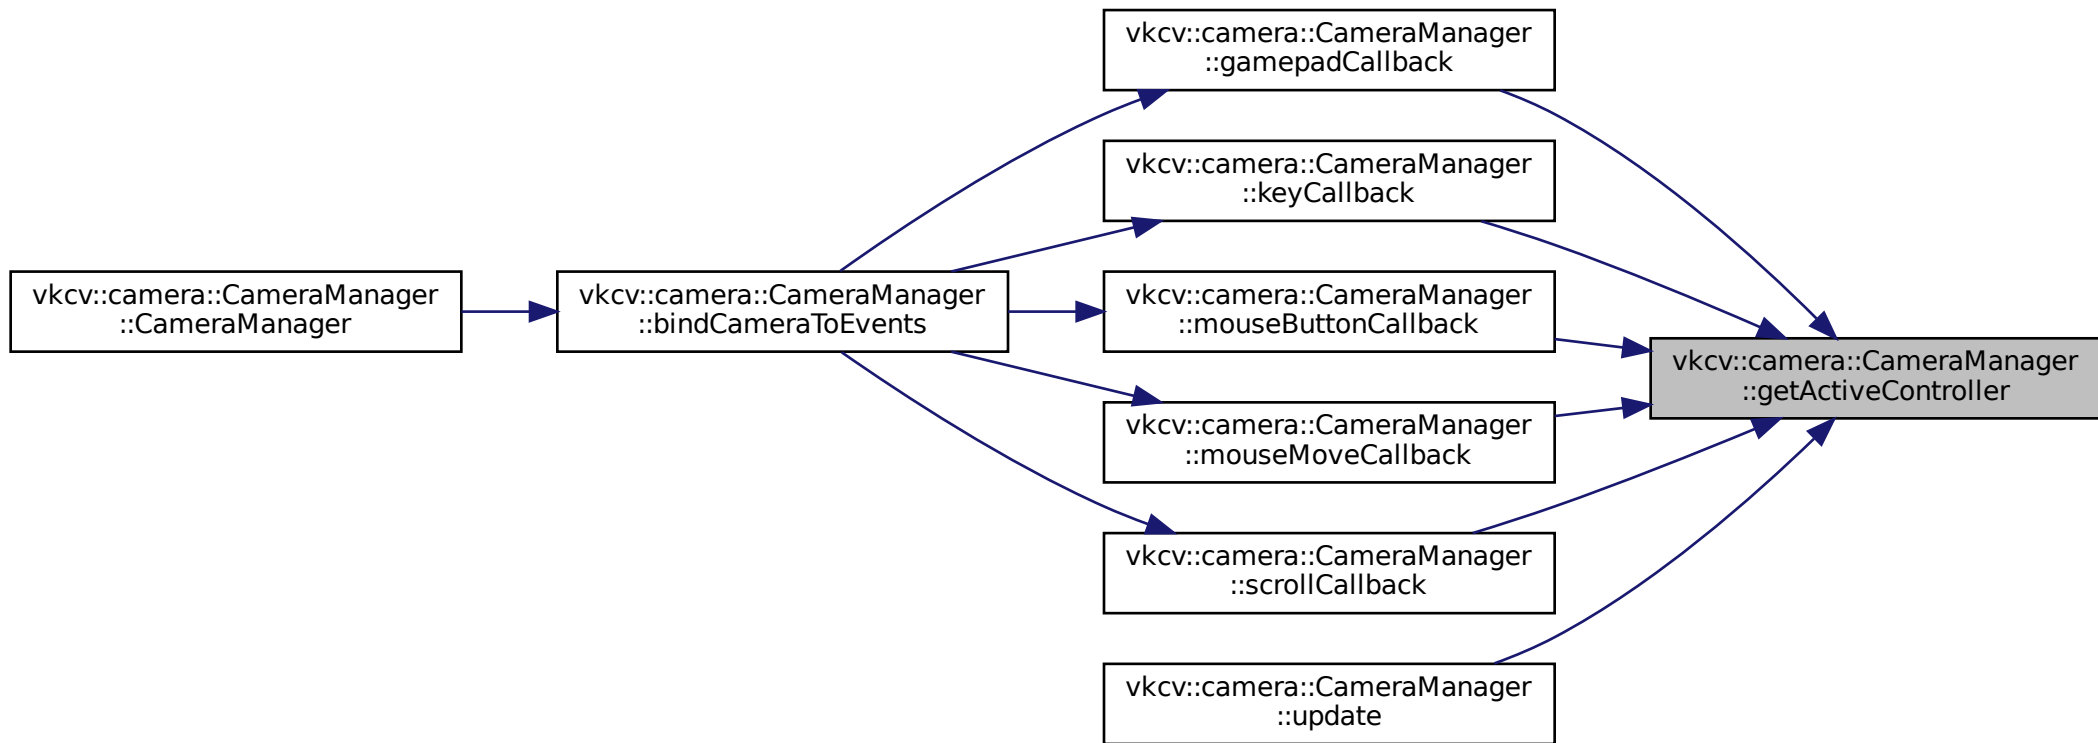 vkcv::camera::CameraManager
::gamepadCallback
vkcv::camera::CameraManager
::keyCallback
vkcv::camera::CameraManager
::CameraManager
vkcv::camera::CameraManager
::bindCameraToEvents
vkcv::camera::CameraManager
::mouseButtonCallback
vkcv::camera::CameraManager
::getActiveController
vkcv::camera::CameraManager
::mouseMoveCallback
vkcv::camera::CameraManager
::scrollCallback
vkcv::camera::CameraManager
::update